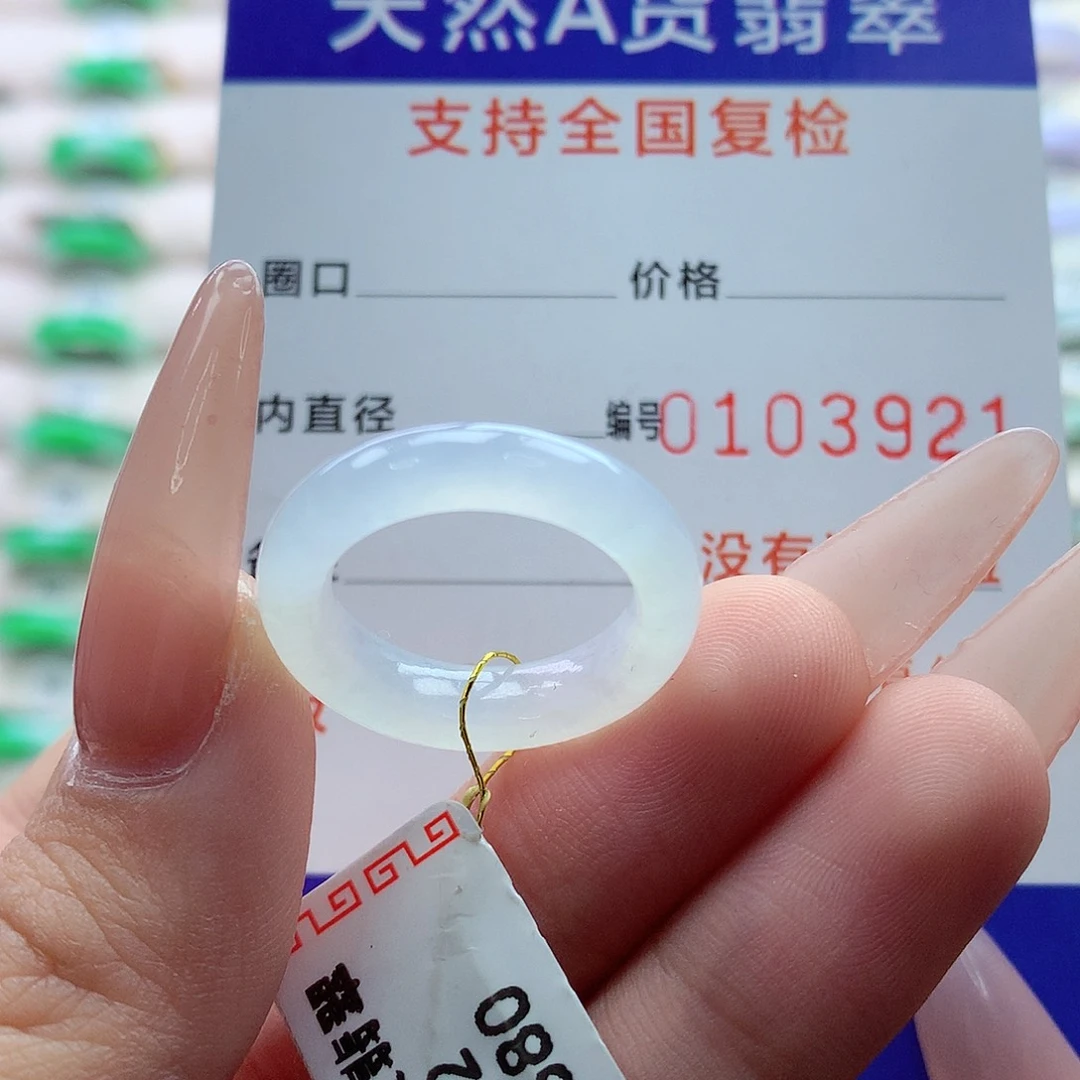 天然A货翡翠
支持全国复检
圈口 价格
内直径 编号0103921
没有
089